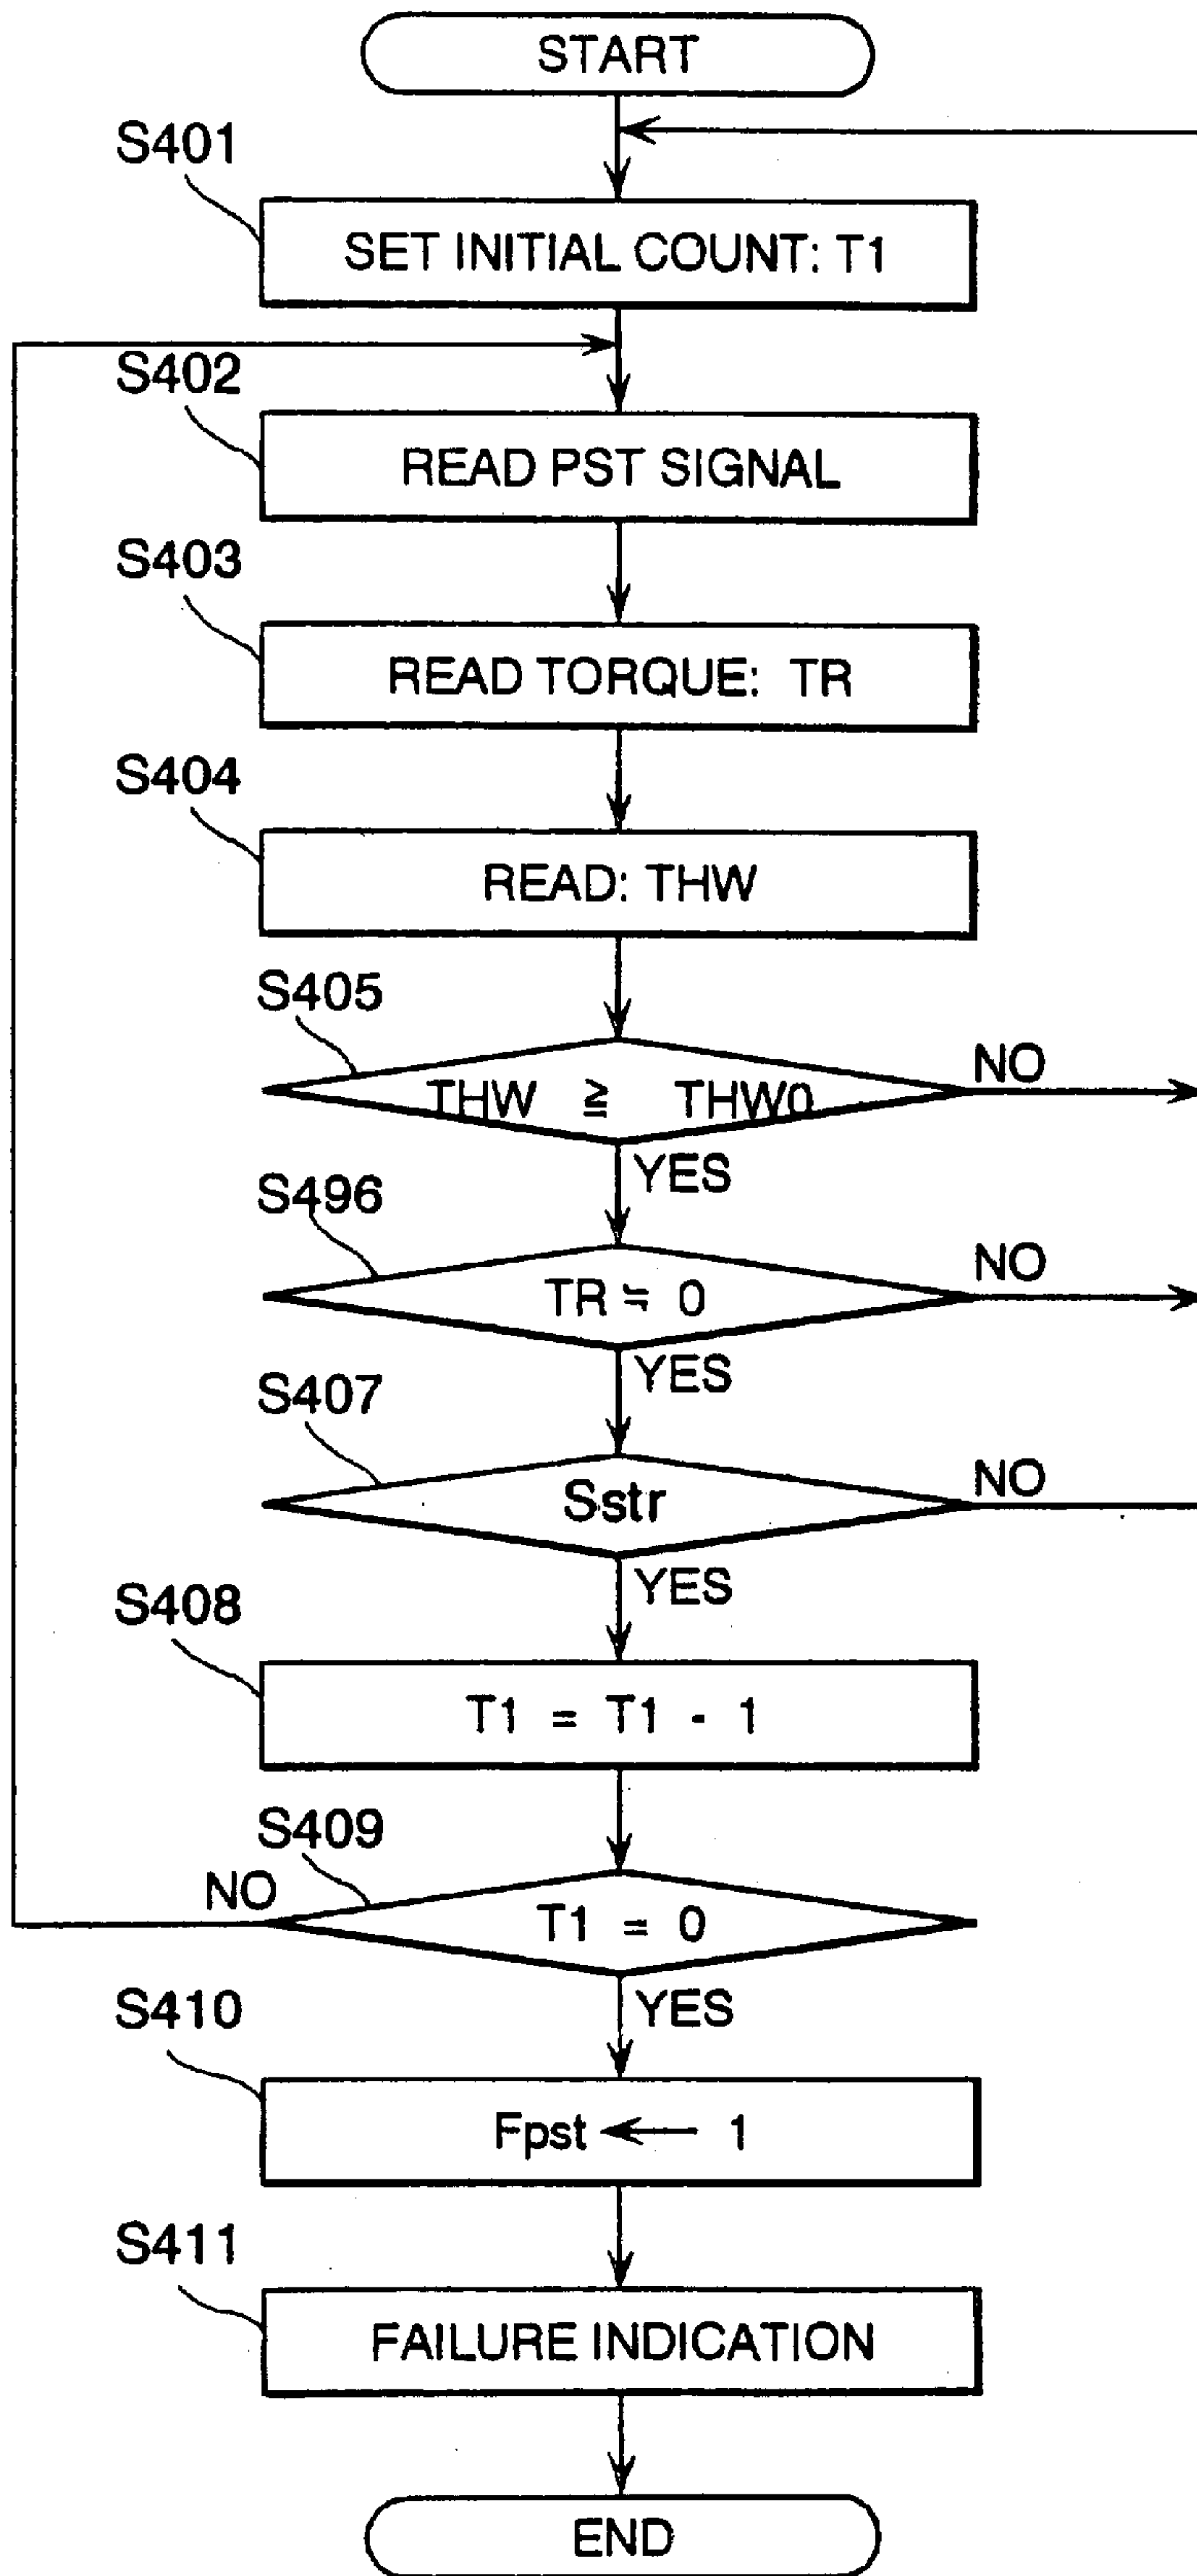 START
S401
SET INITIAL COUNT: T1
S402
READ PST SIGNAL
S403
READ TORQUE: TR
S404
READ: THW
S405
THW ≧ THW0
NO
YES
S496
TR ≒ 0
NO
YES
S407
Sstr
NO
YES
S408
T1 = T1 - 1
S409
NO
T1 = 0
YES
S410
Fpst ← 1
S411
FAILURE INDICATION
END